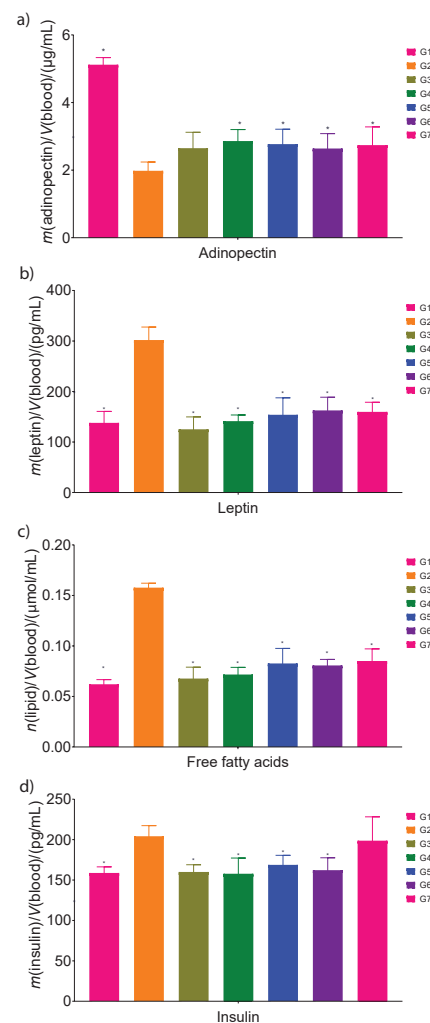 a)
m(adinopectin)/V(blood)/(µg/mL)
6
4
2
0
*
*
*
*
*
G1
G2
G3
G4
G5
G6
G7
Adinopectin
b)
m(leptin)/V(blood)/(pg/mL)
400
300
200
100
0
*
*
*
*
*
*
G1
G2
G3
G4
G5
G6
G7
Leptin
c)
n(lipid)/V(blood)/(µmol/mL)
0.20
0.15
0.10
0.05
0.00
*
*
*
*
*
*
G1
G2
G3
G4
G5
G6
G7
Free fatty acids
d)
m(insulin)/V(blood)/(pg/mL)
250
200
150
100
50
0
*
*
*
*
*
G1
G2
G3
G4
G5
G6
G7
Insulin